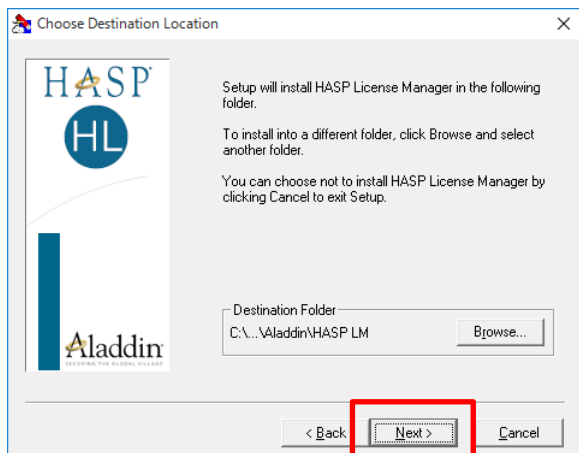 Choose Destination Location
HASP
HL
Aladdin
SECURING THE GLOBAL VILLAGE
Setup will install HASP License Manager in the following
folder.
To install into a different folder, click Browse and select
another folder.
You can choose not to install HASP License Manager by
clicking Cancel to exit Setup.
Destination Folder
C:\...\Aladdin\HASP LM
Browse...
< Back
Next >
Cancel